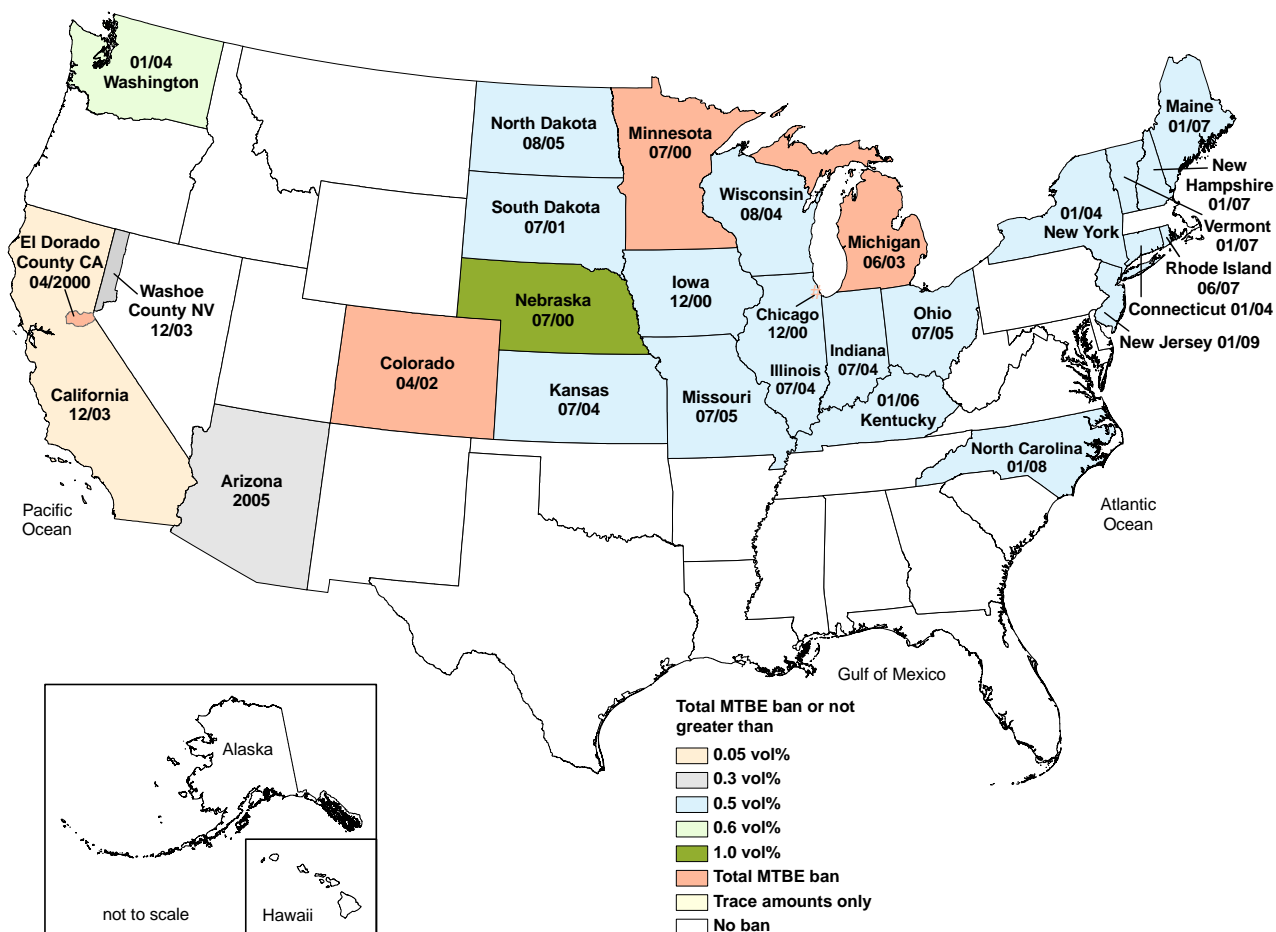 01/04
Washington
North Dakota
08/05
Minnesota
07/00
Maine
01/07
New
Hampshire
01/07
Vermont
01/07
Rhode Island
06/07
Connecticut 01/04
New Jersey 01/09
01/04
New York
Wisconsin
08/04
Michigan
06/03
South Dakota
07/01
El Dorado
County CA
04/2000
Washoe
County NV
12/03
Nebraska
07/00
Iowa
12/00
Chicago
12/00
Illinois
07/04
Indiana
07/04
Ohio
07/05
Colorado
04/02
Kansas
07/04
Missouri
07/05
01/06
Kentucky
California
12/03
Arizona
2005
North Carolina
01/08
Pacific
Ocean
Atlantic
Ocean
Gulf of Mexico
Alaska
not to scale
Hawaii
Total MTBE ban or not
greater than
0.05 vol%
0.3 vol%
0.5 vol%
0.6 vol%
1.0 vol%
Total MTBE ban
Trace amounts only
No ban